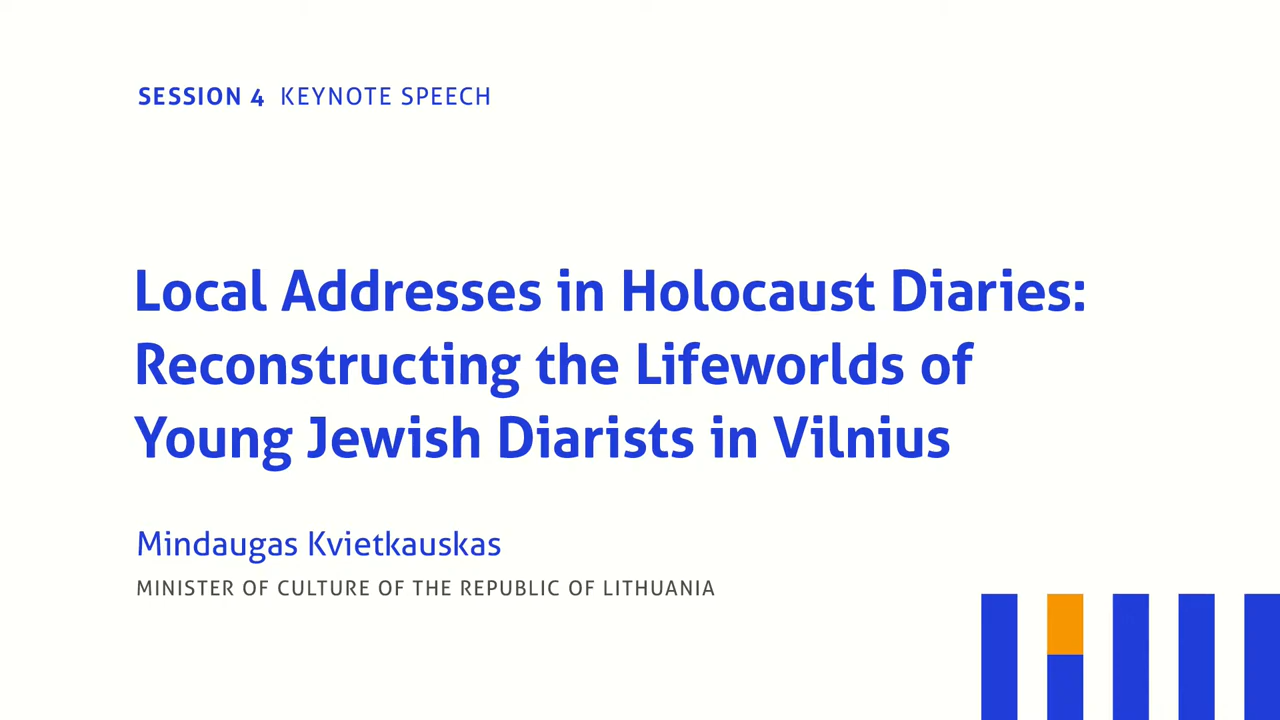 SESSION 4 KEYNOTE SPEECH
Local Addresses in Holocaust Diaries:
Reconstructing the Lifeworlds of
Young Jewish Diarists in Vilnius
Mindaugas Kvietkauskas
MINISTER OF CULTURE OF THE REPUBLIC OF LITHUANIA